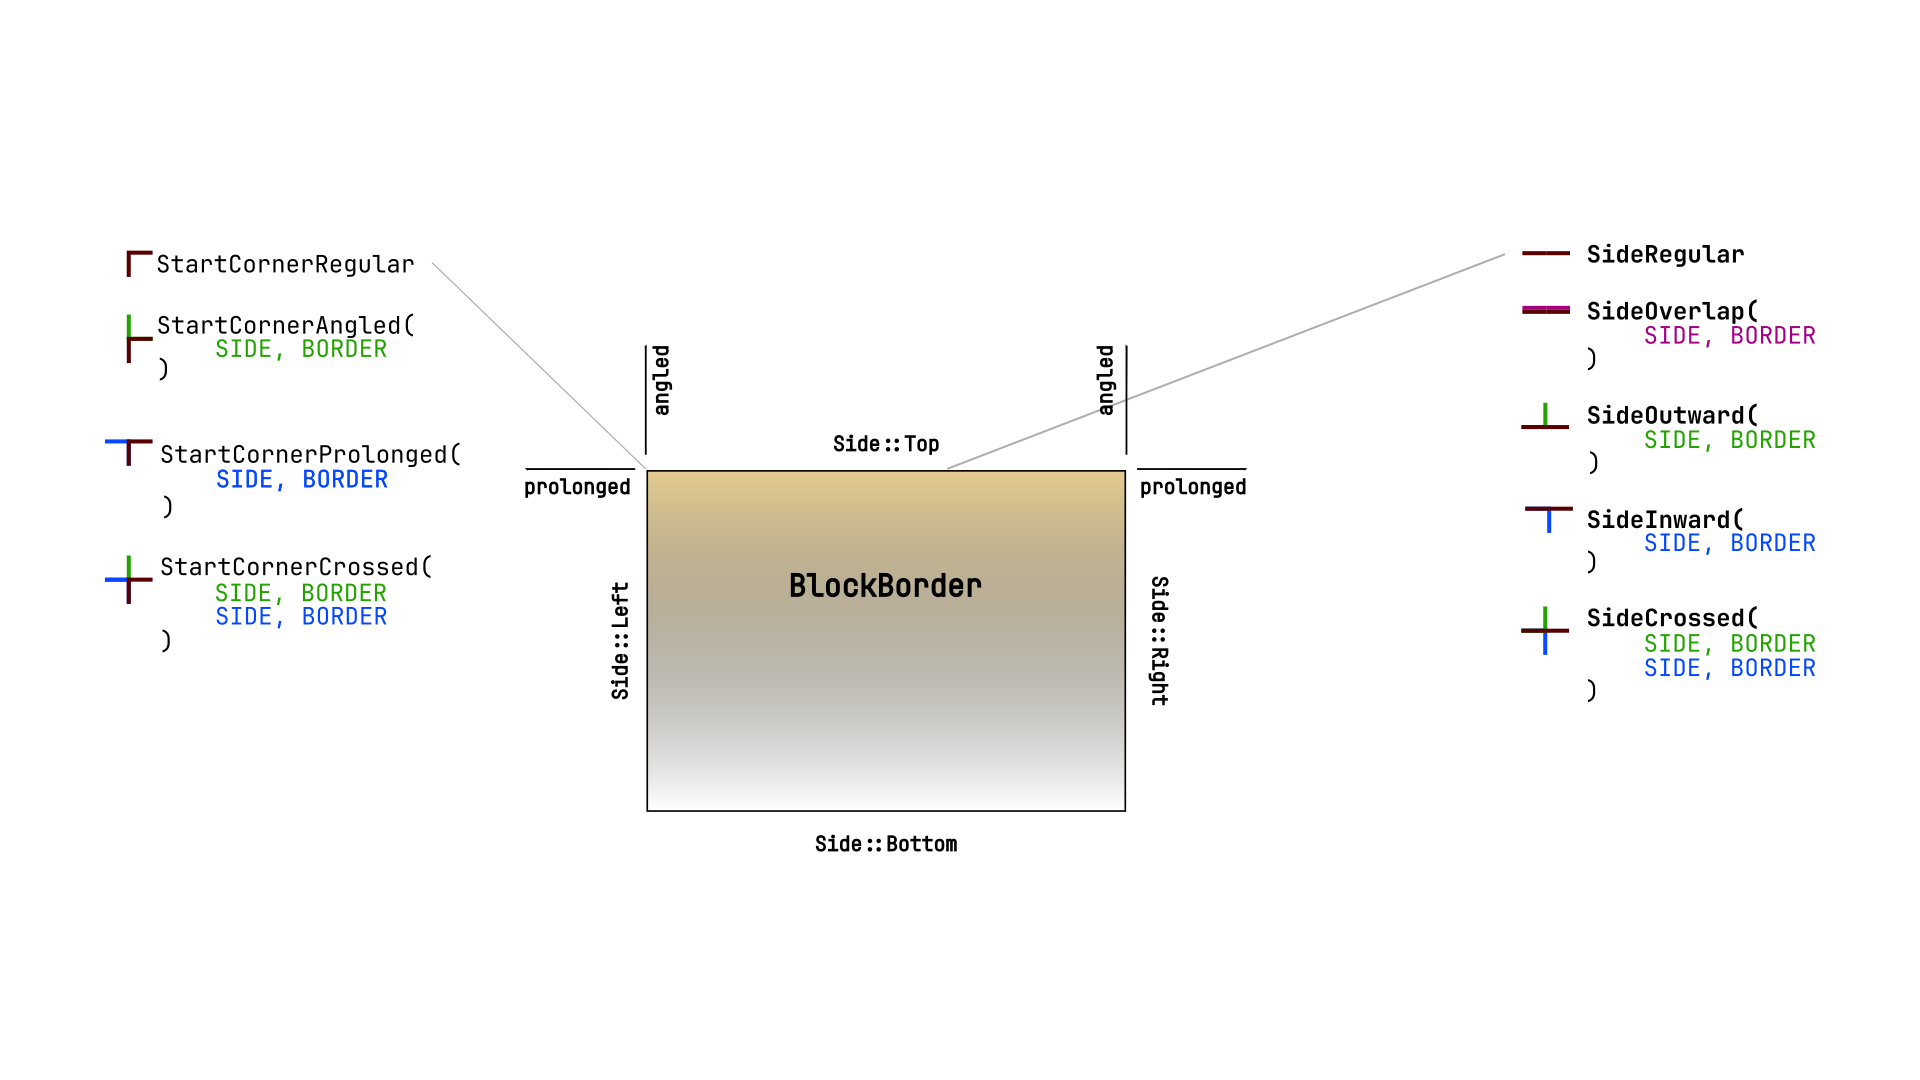 StartCornerRegular
StartCornerAngled(
SIDE, BORDER
)
StartCornerProlonged(
SIDE, BORDER
)
StartCornerCrossed(
SIDE, BORDER
SIDE, BORDER
)
angled
angled
Side::Top
prolonged
prolonged
BlockBorder
Side::Left
Side::Right
Side::Bottom
SideRegular
SideOverlap(
SIDE, BORDER
)
SideOutward(
SIDE, BORDER
)
SideInward(
SIDE, BORDER
)
SideCrossed(
SIDE, BORDER
SIDE, BORDER
)